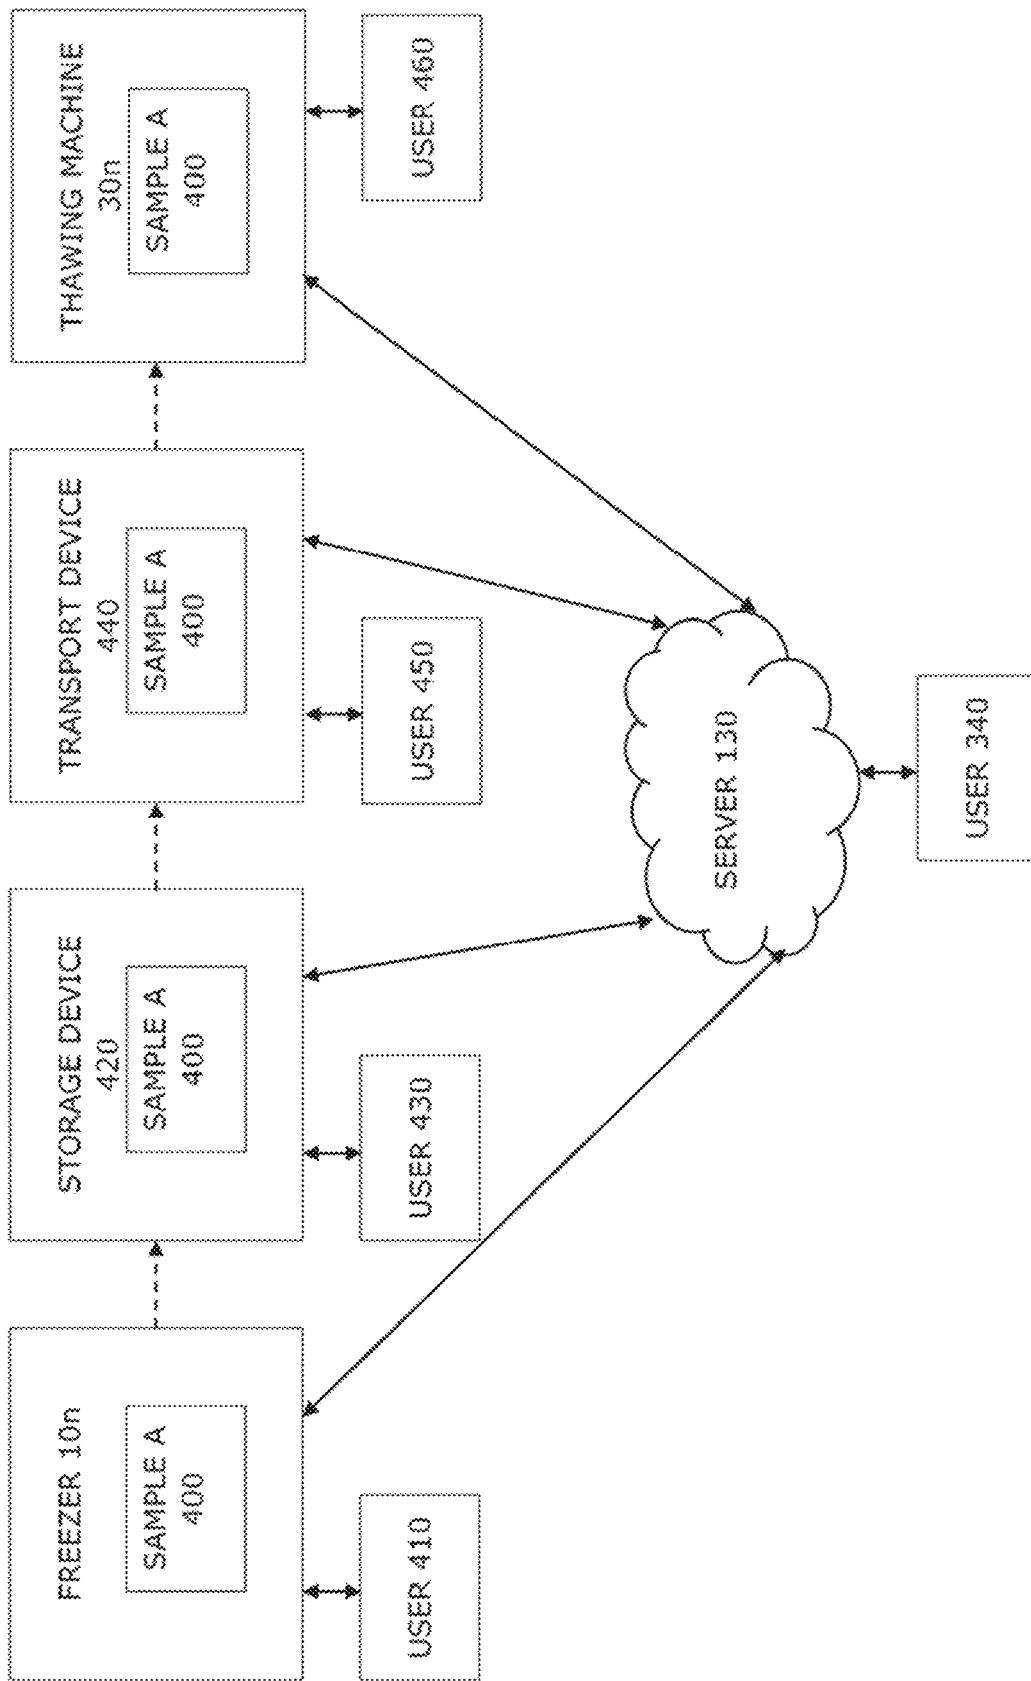 FREEZER 10n
SAMPLE A
400
USER 410
STORAGE DEVICE
420
SAMPLE A
400
USER 430
TRANSPORT DEVICE
440
SAMPLE A
400
USER 450
THAWING MACHINE
30n
SAMPLE A
400
USER 460
SERVER 130
USER 340